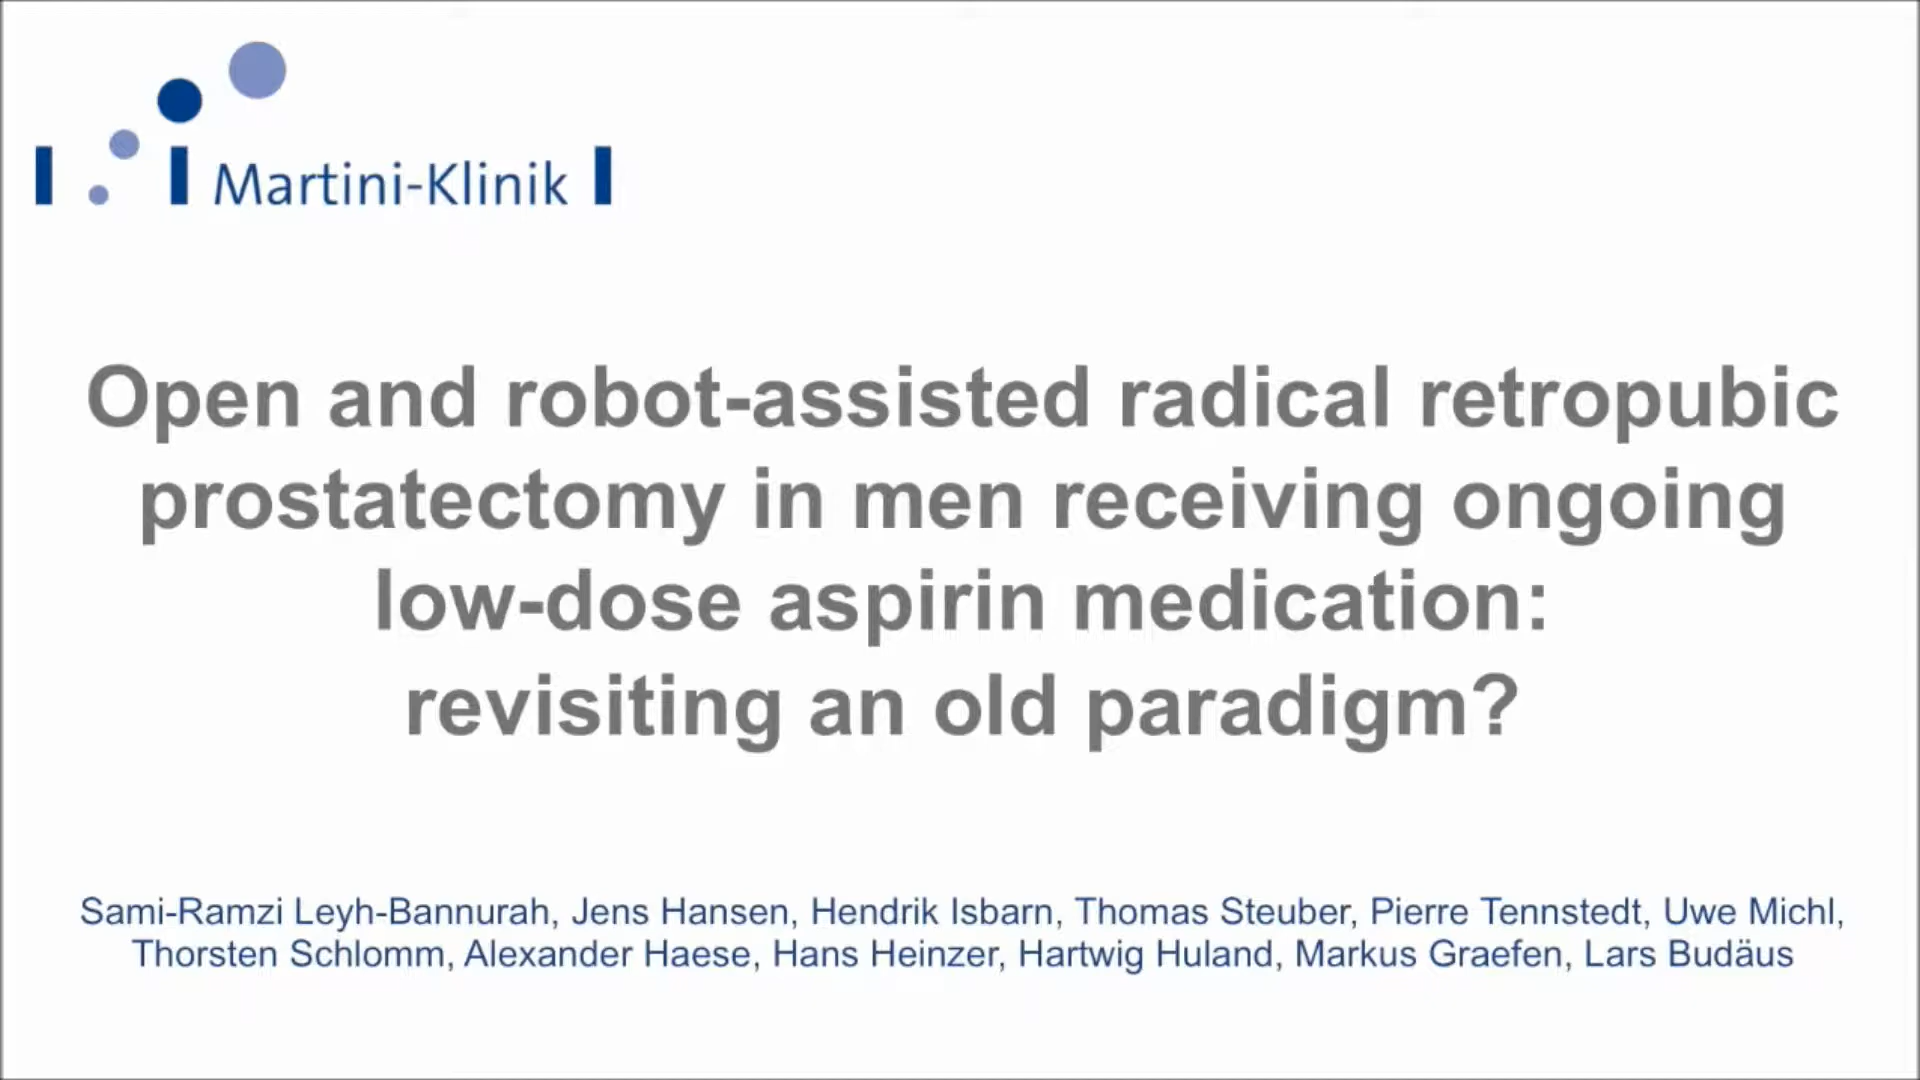 Martini-Klinik
Open and robot-assisted radical retropubic
prostatectomy in men receiving ongoing
low-dose aspirin medication:
revisiting an old paradigm?
Sami-Ramzi Leyh-Bannurah, Jens Hansen, Hendrik Isbarn, Thomas Steuber, Pierre Tennstedt, Uwe Michl,
Thorsten Schlomm, Alexander Haese, Hans Heinzer, Hartwig Huland, Markus Graefen, Lars Budäus